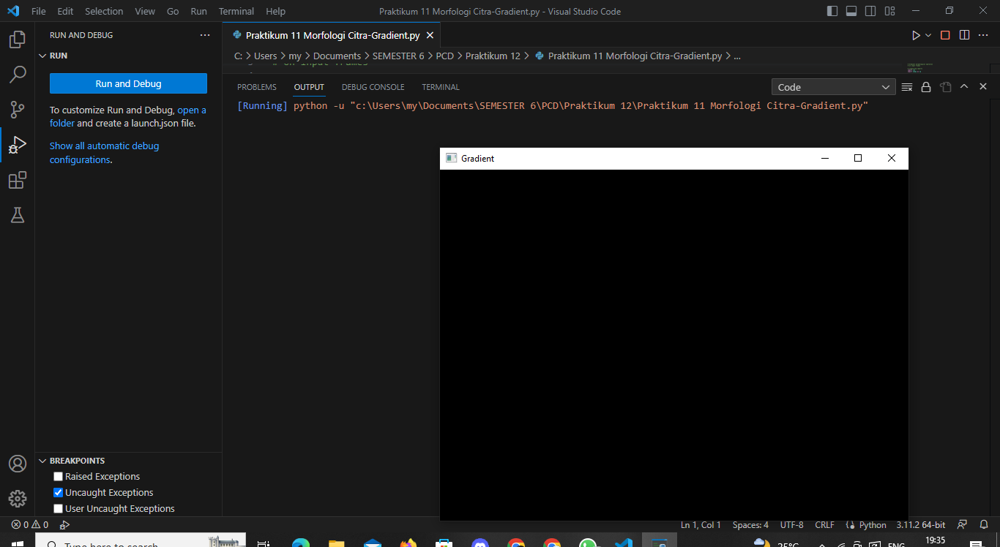 File Edit Selection View Go Run Terminal Help
Praktikum 11 Morfologi Citra-Gradient.py - Visual Studio Code
RUN AND DEBUG
Praktikum 11 Morfologi Citra-Gradient.py
RUN
C: > Users > my > Documents > SEMESTER 6 > PCD > Praktikum 12 > Praktikum 11 Morfologi Citra-Gradient.py > ...
# on input frames
Run and Debug
PROBLEMS OUTPUT DEBUG CONSOLE TERMINAL
Code
[Running] python -u "c:\Users\my\Documents\SEMESTER 6\PCD\Praktikum 12\Praktikum 11 Morfologi Citra-Gradient.py"
To customize Run and Debug, open a
folder and create a launch.json file.
Show all automatic debug
configurations.
Gradient
BREAKPOINTS
Raised Exceptions
Uncaught Exceptions
User Uncaught Exceptions
0 0
Ln 1, Col 1 Spaces: 4 UTF-8 CRLF Python 3.11.2 64-bit
Type here to search
25°C
ENG
19:35